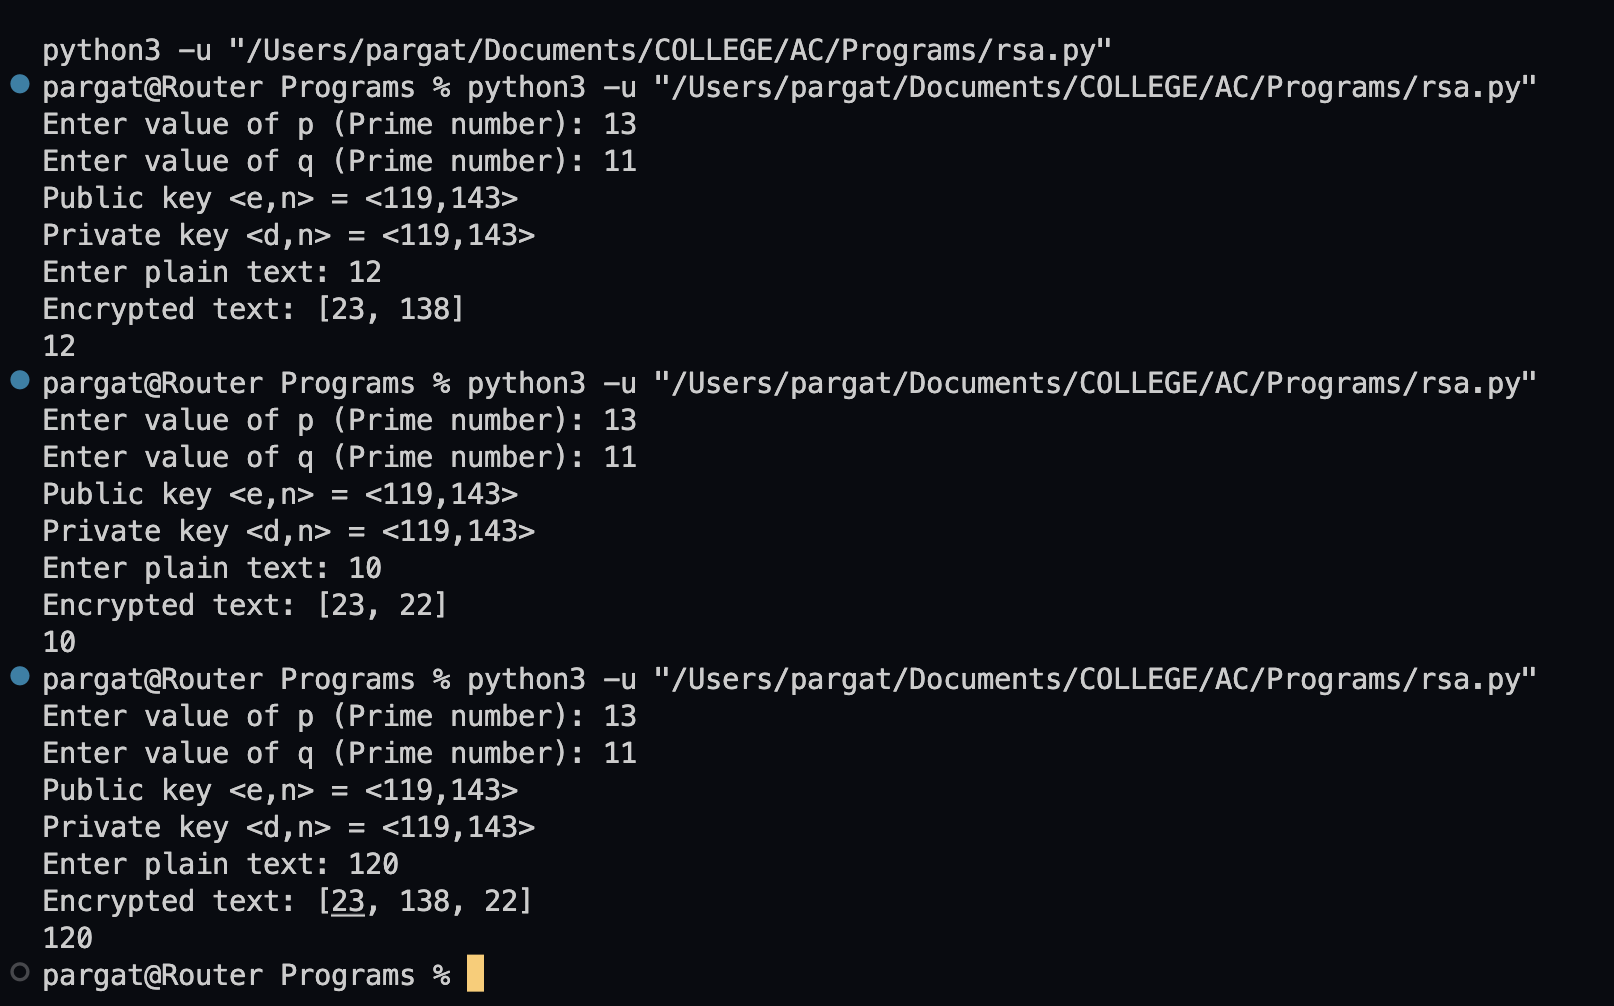 python3 -u "/Users/pargat/Documents/COLLEGE/AC/Programs/rsa.py"
pargat@Router Programs % python3 -u "/Users/pargat/Documents/COLLEGE/AC/Programs/rsa.py"
Enter value of p (Prime number): 13
Enter value of q (Prime number): 11
Public key <e,n> = <119,143>
Private key <d,n> = <119,143>
Enter plain text: 12
Encrypted text: [23, 138]
12
pargat@Router Programs % python3 -u "/Users/pargat/Documents/COLLEGE/AC/Programs/rsa.py"
Enter value of p (Prime number): 13
Enter value of q (Prime number): 11
Public key <e,n> = <119,143>
Private key <d,n> = <119,143>
Enter plain text: 10
Encrypted text: [23, 22]
10
pargat@Router Programs % python3 -u "/Users/pargat/Documents/COLLEGE/AC/Programs/rsa.py"
Enter value of p (Prime number): 13
Enter value of q (Prime number): 11
Public key <e,n> = <119,143>
Private key <d,n> = <119,143>
Enter plain text: 120
Encrypted text: [23, 138, 22]
120
pargat@Router Programs %